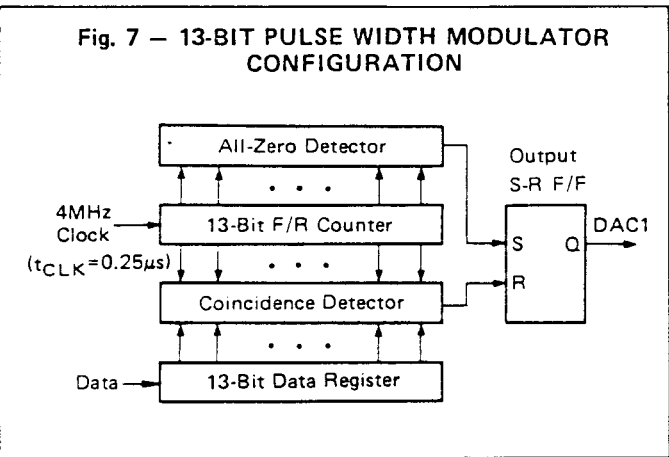 Fig. 7 — 13-BIT PULSE WIDTH MODULATOR
CONFIGURATION
All-Zero Detector
Output
S-R F/F
• • •
4MHz
Clock
13-Bit F/R Counter
DAC1
(tCLK=0.25μs)
• • •
S
Q
Coincidence Detector
R
• • •
Data
13-Bit Data Register